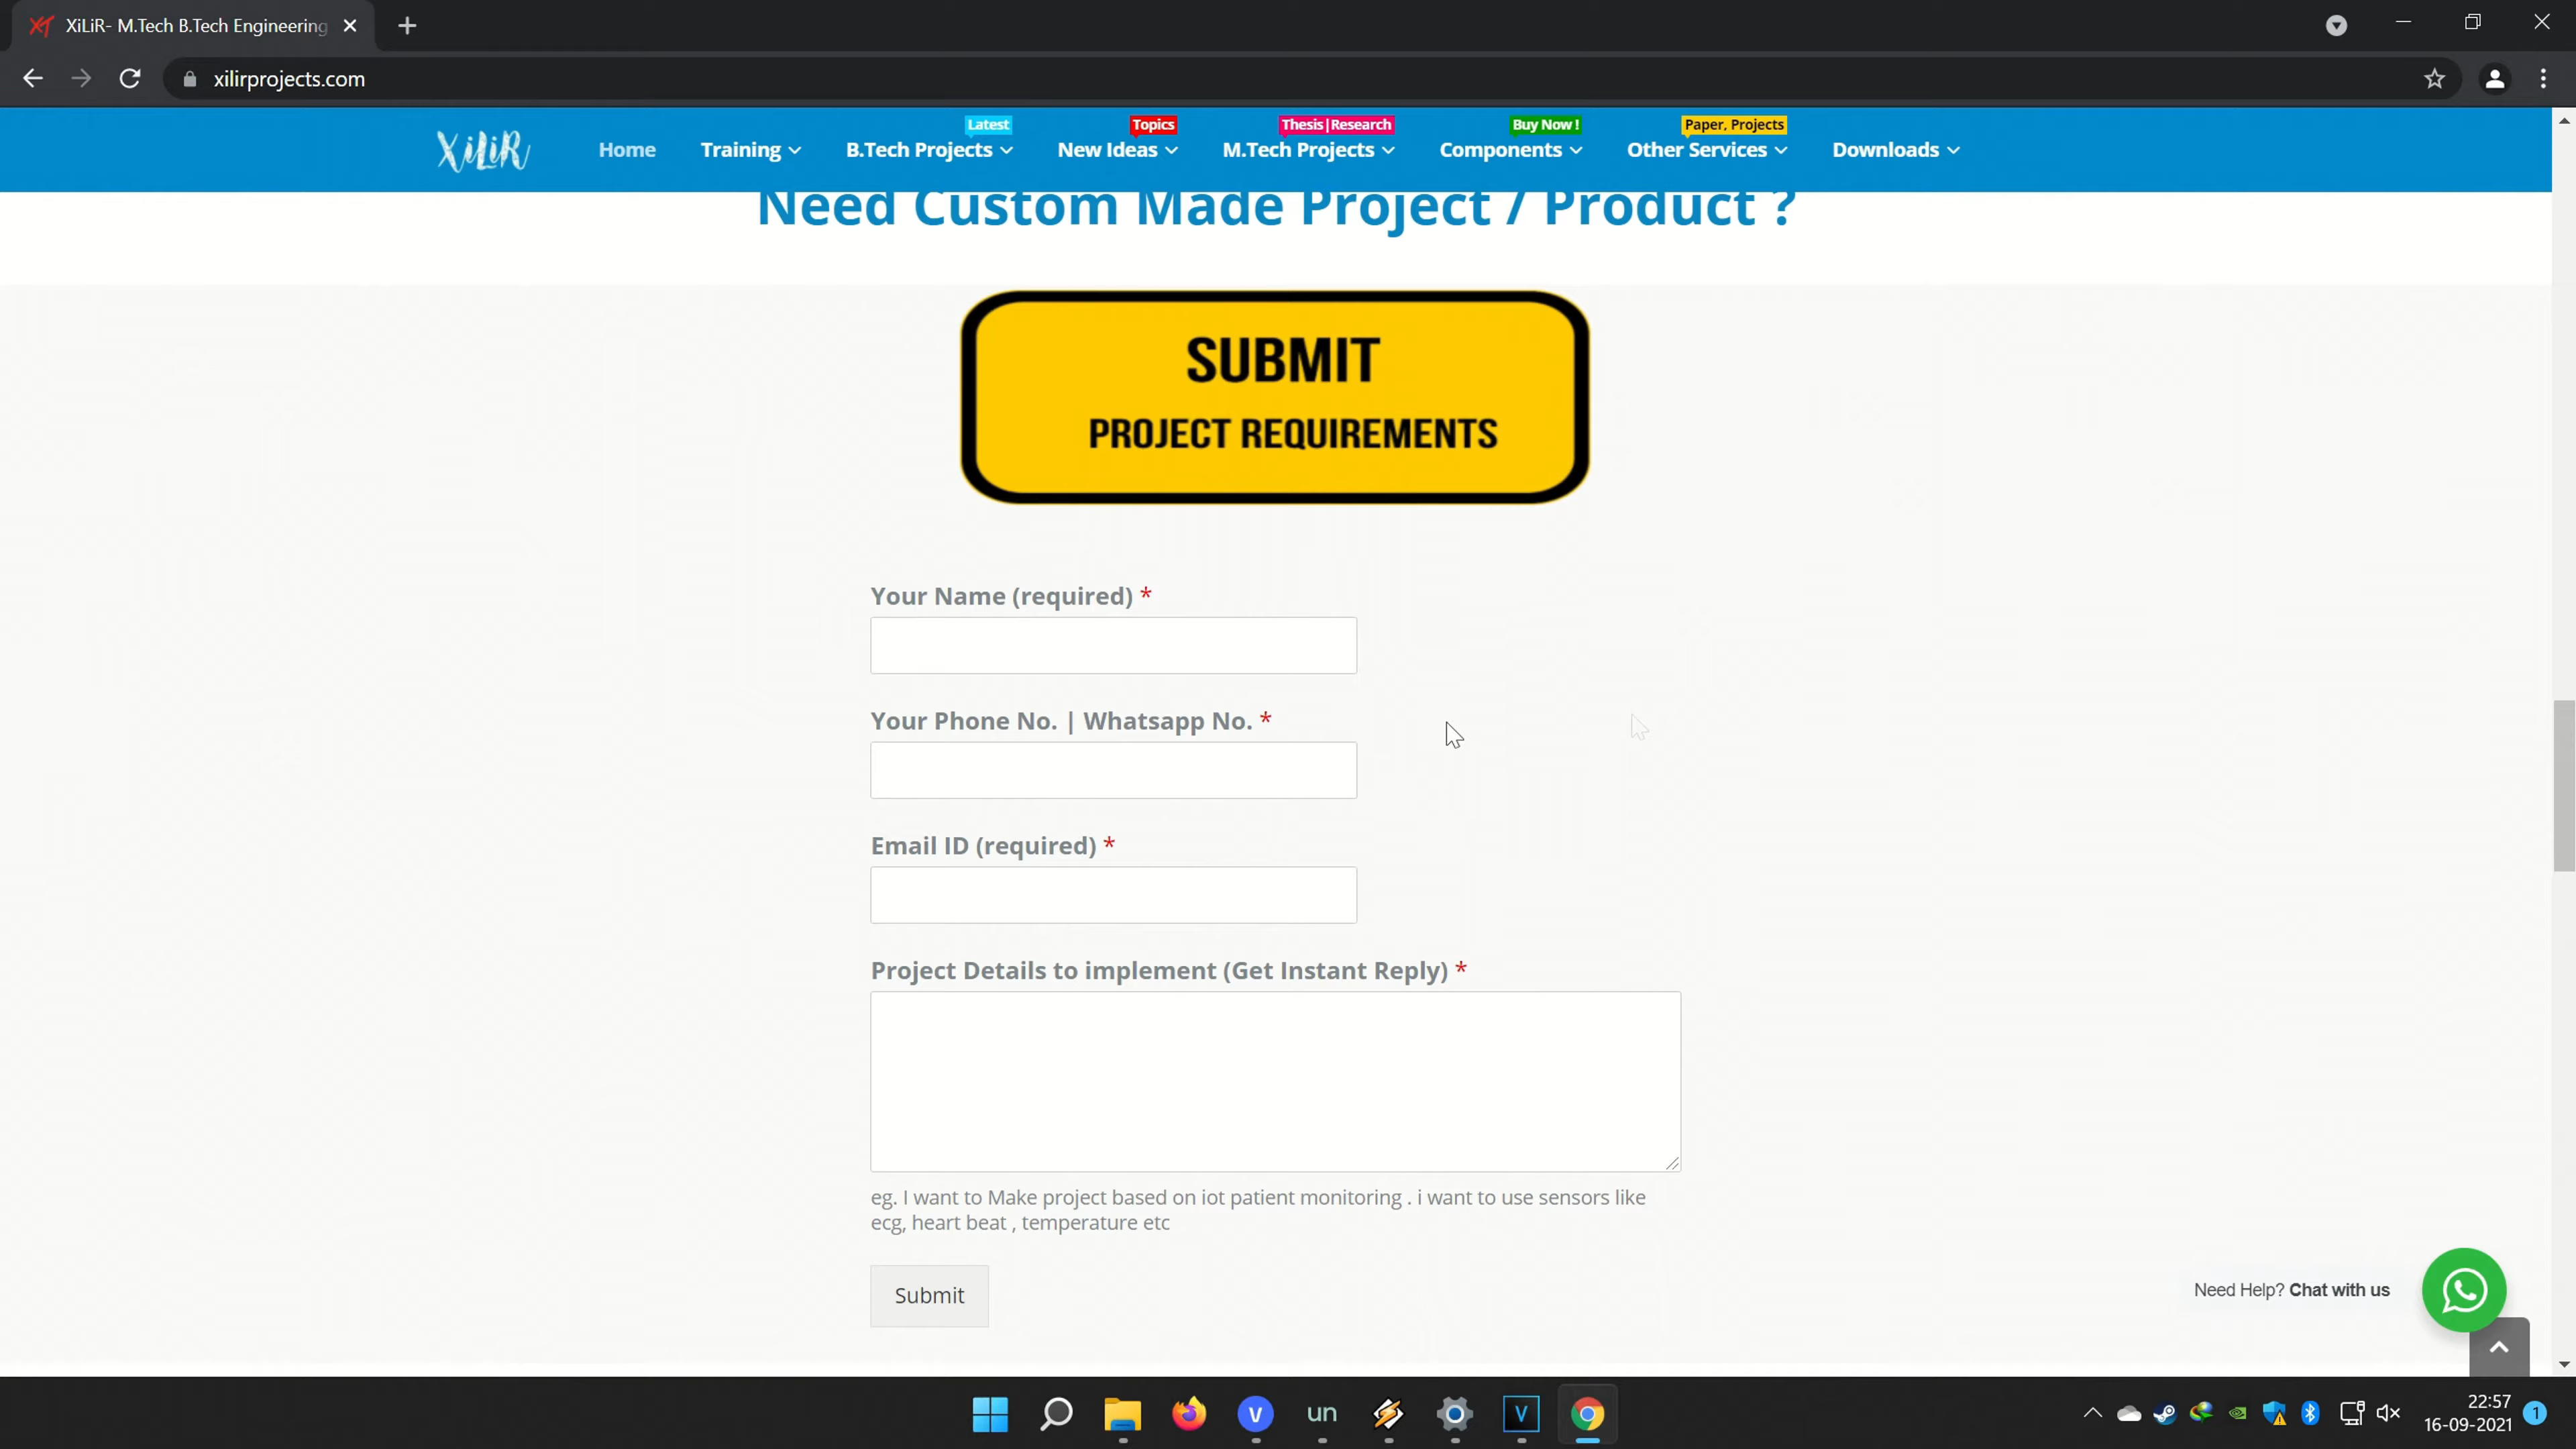 XiLiR- M.Tech B.Tech Engineering
xilirprojects.com
XiLiR
Home
Training
Latest
B.Tech Projects
Topics
New Ideas
Thesis|Research
M.Tech Projects
Buy Now !
Components
Paper, Projects
Other Services
Downloads
Need Custom Made Project / Product ?
SUBMIT
PROJECT REQUIREMENTS
Your Name (required) *
Your Phone No. | Whatsapp No. *
Email ID (required) *
Project Details to implement (Get Instant Reply) *
eg. I want to Make project based on iot patient monitoring . i want to use sensors like
ecg, heart beat , temperature etc
Submit
Need Help? Chat with us
un
22:57
16-09-2021
1